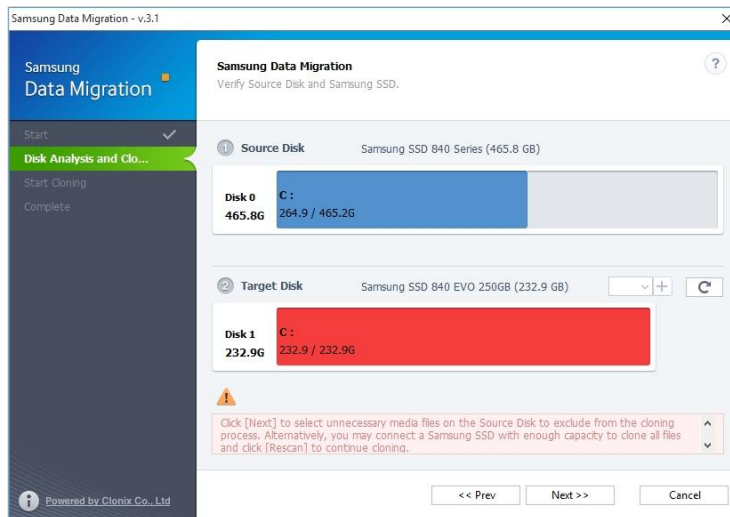 Samsung Data Migration - v.3.1
Samsung
Data Migration
Start
Disk Analysis and Clo...
Start Cloning
Complete
Powered by Clonix Co., Ltd
Samsung Data Migration
Verify Source Disk and Samsung SSD.
?
1 Source Disk Samsung SSD 840 Series (465.8 GB)
Disk 0
465.8G
C :
264.9 / 465.2G
2 Target Disk Samsung SSD 840 EVO 250GB (232.9 GB)
Disk 1
232.9G
C :
232.9 / 232.9G
Click [Next] to select unnecessary media files on the Source Disk to exclude from the cloning
process. Alternatively, you may connect a Samsung SSD with enough capacity to clone all files
and click [Rescan] to continue cloning.
<< Prev Next >> Cancel